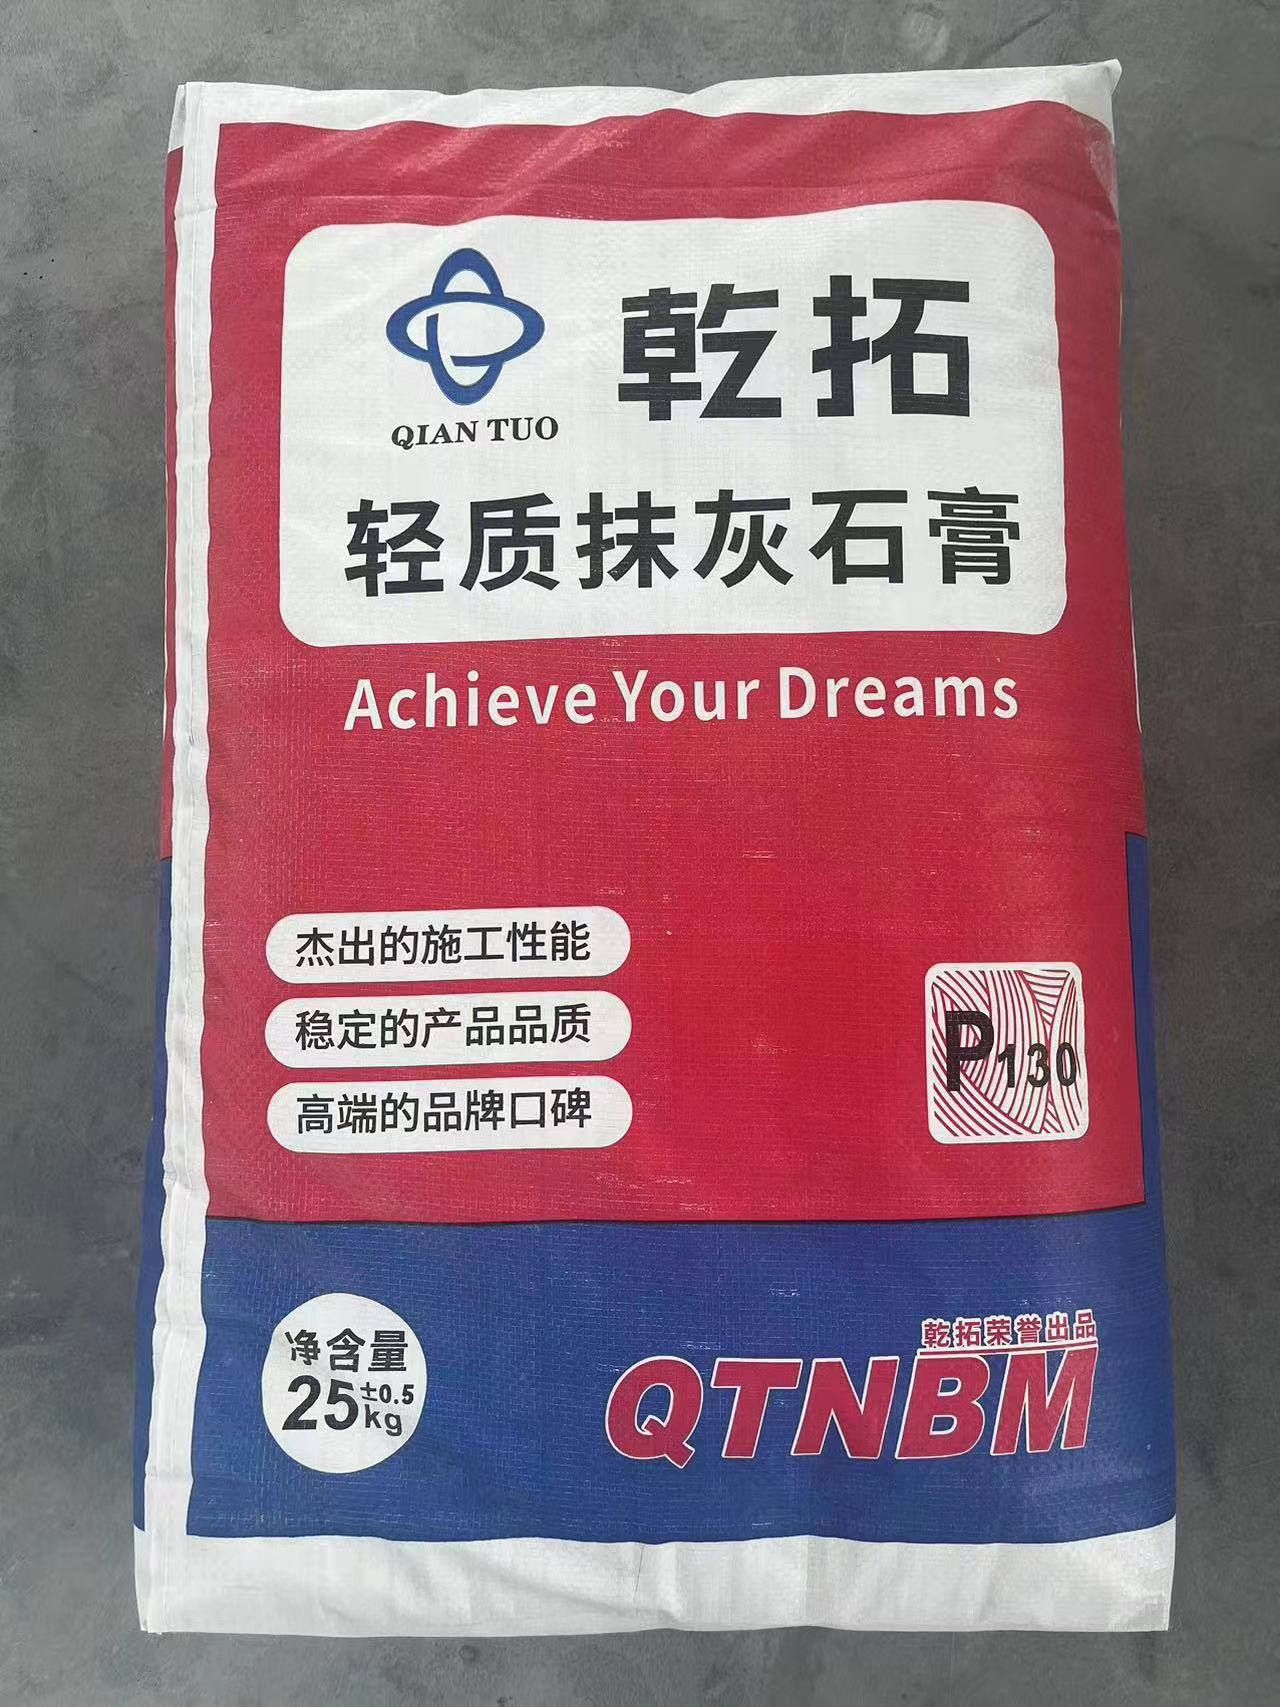 乾拓
QIAN TUO
轻质抹灰石膏
Achieve Your Dreams
杰出的施工性能
稳定的产品品质
高端的品牌口碑
P130
净含量
25±0.5kg
乾拓荣誉出品
QTNBM